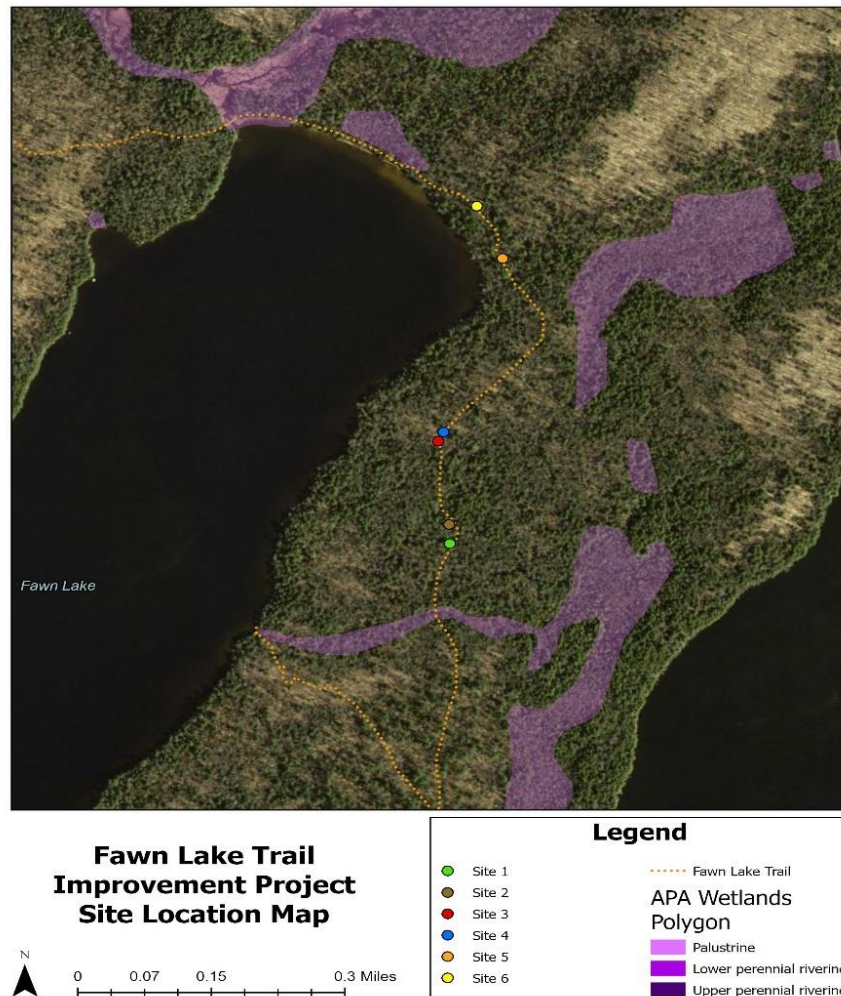 Fawn Lake
Fawn Lake Trail
Improvement Project
Site Location Map
N
0 0.07 0.15 0.3 Miles
Legend
Site 1
Site 2
Site 3
Site 4
Site 5
Site 6
Fawn Lake Trail
APA Wetlands
Polygon
Palustrine
Lower perennial riverine
Upper perennial riverine